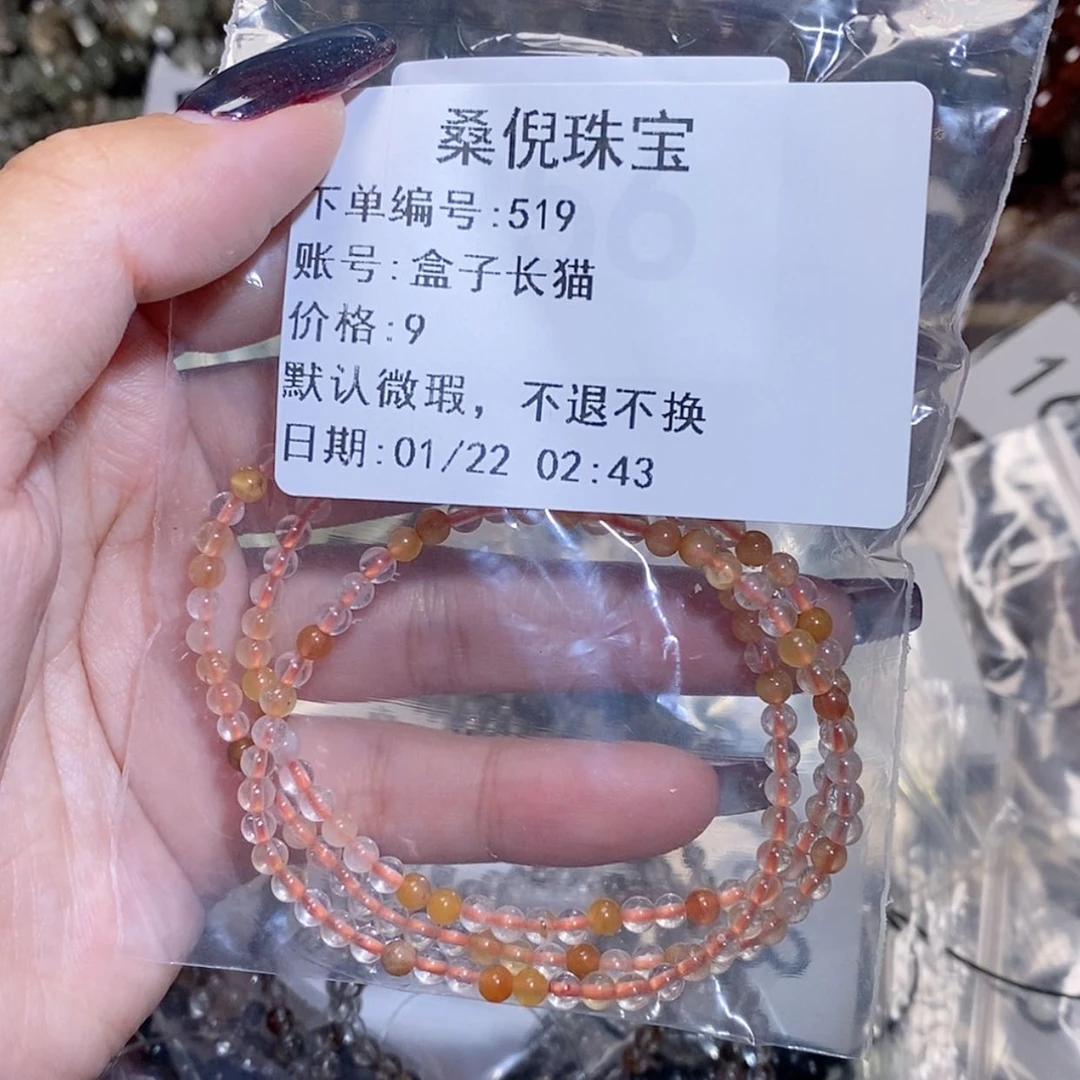 桑倪珠宝
下单编号:519
账号:盒子长猫
价格:9
默认微瑕，不退不换
日期:01/22 02:43
1